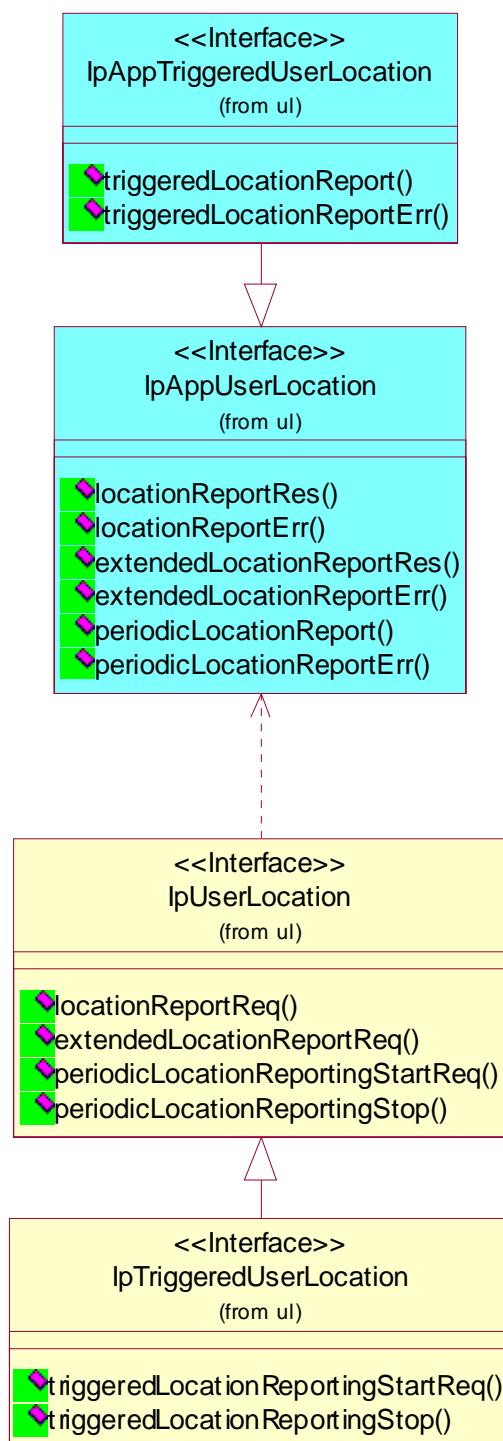 <<Interface>>
IpAppTriggeredUserLocation
(from ul)
triggeredLocationReport()
triggeredLocationReportErr()
<<Interface>>
IpAppUserLocation
(from ul)
locationReportRes()
locationReportErr()
extendedLocationReportRes()
extendedLocationReportErr()
periodicLocationReport()
periodicLocationReportErr()
<<Interface>>
IpUserLocation
(from ul)
locationReportReq()
extendedLocationReportReq()
periodicLocationReportingStartReq()
periodicLocationReportingStop()
<<Interface>>
IpTriggeredUserLocation
(from ul)
triggeredLocationReportingStartReq()
triggeredLocationReportingStop()